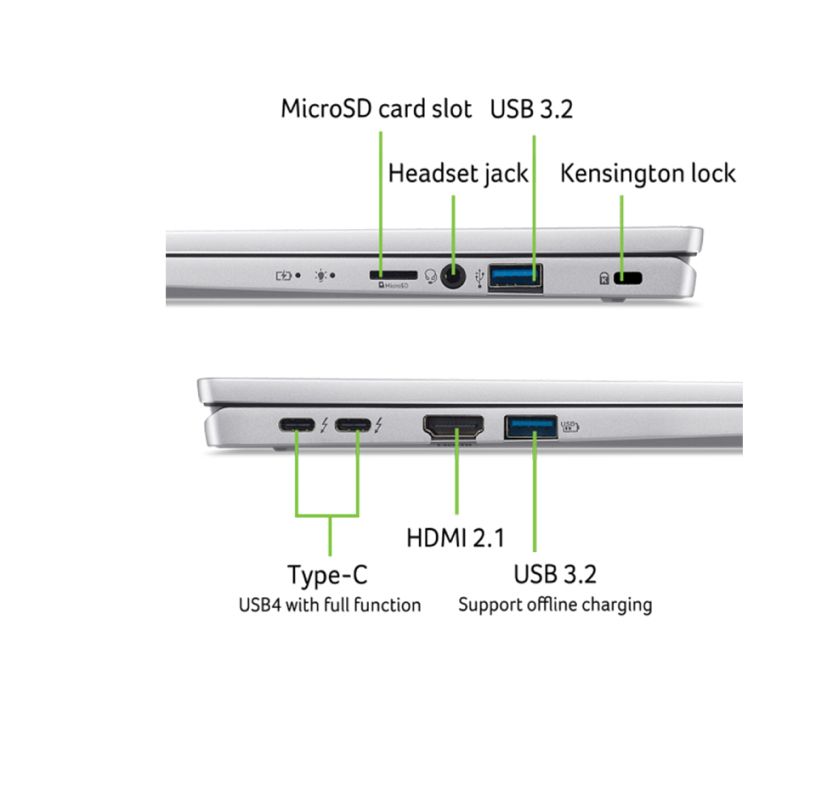 MicroSD card slot USB 3.2
Headset jack Kensington lock
MicroSD
USB
HDMI 2.1
Type-C USB 3.2
USB4 with full function Support offline charging